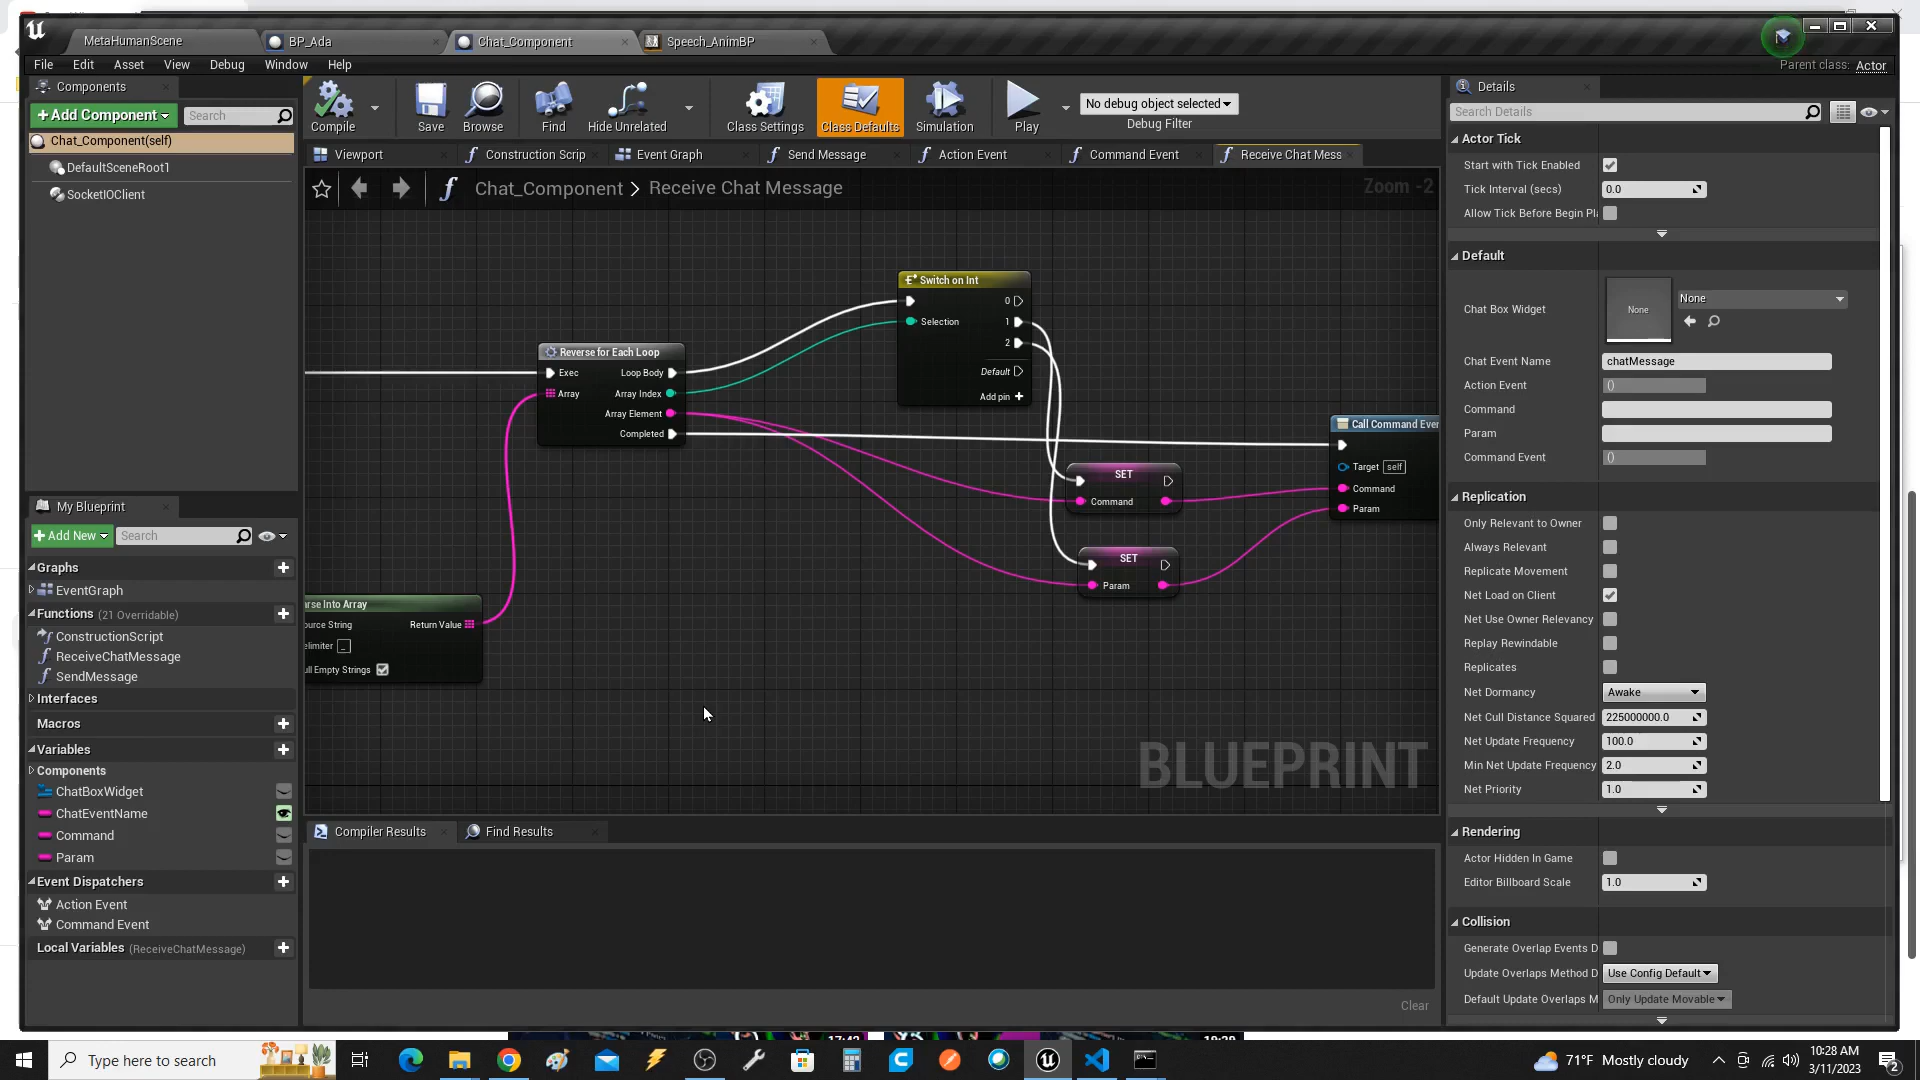 MetaHumanScene
BP_Ada
Chat_Component
Speech_AnimBP
File Edit Asset View Debug Window Help
Parent class: Actor
Components
Add Component
Search
Chat_Component(self)
DefaultSceneRoot1
SocketIOClient
Compile
Save
Browse
Find
Hide Unrelated
Class Settings
Class Defaults
Simulation
Play
No debug object selected
Debug Filter
Viewport
Construction Scrip
Event Graph
Send Message
Action Event
Command Event
Receive Chat Mess
Chat_Component > Receive Chat Message
Zoom -2
Switch on Int
0
Selection
1
2
Default
Add pin
Reverse for Each Loop
Exec
Loop Body
Array
Array Index
Array Element
Completed
Call Command Even
Target self
Command
Param
SET
Command
SET
Param
arse Into Array
ource String
Return Value
elimiter _
ull Empty Strings
BLUEPRINT
My Blueprint
Add New
Search
Graphs
EventGraph
Functions (21 Overridable)
ConstructionScript
ReceiveChatMessage
SendMessage
Interfaces
Macros
Variables
Components
ChatBoxWidget
ChatEventName
Command
Param
Event Dispatchers
Action Event
Command Event
Local Variables (ReceiveChatMessage)
Compiler Results
Find Results
Clear
Details
Search Details
Actor Tick
Start with Tick Enabled
Tick Interval (secs) 0.0
Allow Tick Before Begin Pl
Default
Chat Box Widget
None
None
Chat Event Name chatMessage
Action Event ()
Command
Param
Command Event ()
Replication
Only Relevant to Owner
Always Relevant
Replicate Movement
Net Load on Client
Net Use Owner Relevancy
Replay Rewindable
Replicates
Net Dormancy Awake
Net Cull Distance Squared 225000000.0
Net Update Frequency 100.0
Min Net Update Frequency 2.0
Net Priority 1.0
Rendering
Actor Hidden In Game
Editor Billboard Scale 1.0
Collision
Generate Overlap Events D
Update Overlaps Method D Use Config Default
Default Update Overlaps M Only Update Movable
Type here to search
71°F Mostly cloudy
10:28 AM
3/11/2023
2